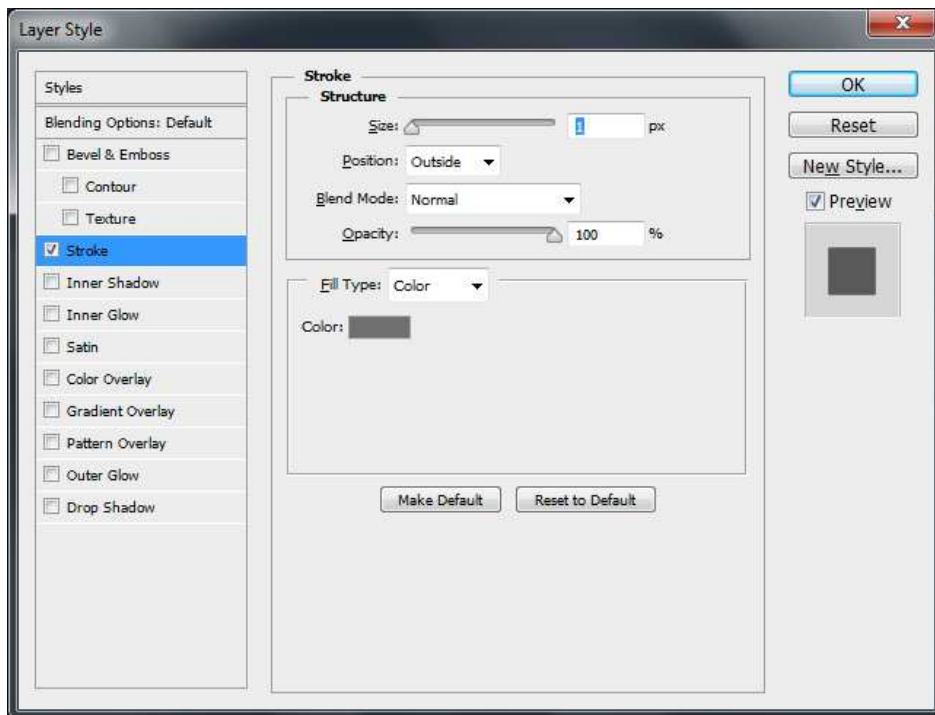 Layer Style
Styles
Blending Options: Default
Bevel & Emboss
Contour
Texture
Stroke
Inner Shadow
Inner Glow
Satin
Color Overlay
Gradient Overlay
Pattern Overlay
Outer Glow
Drop Shadow
Stroke
Structure
Size: 1 px
Position: Outside
Blend Mode: Normal
Opacity: 100 %
Fill Type: Color
Color:
Make Default Reset to Default
OK
Reset
New Style...
Preview